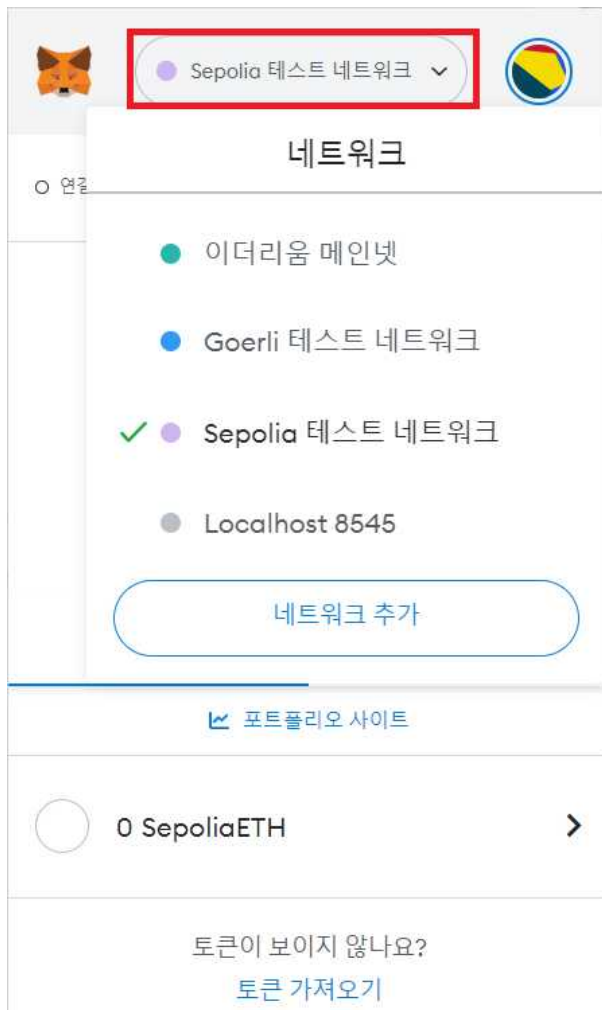 Sepolia 테스트 네트워크
네트워크
연결
이더리움 메인넷
Goerli 테스트 네트워크
Sepolia 테스트 네트워크
Localhost 8545
네트워크 추가
포트폴리오 사이트
0 SepoliaETH
토큰이 보이지 않나요?
토큰 가져오기